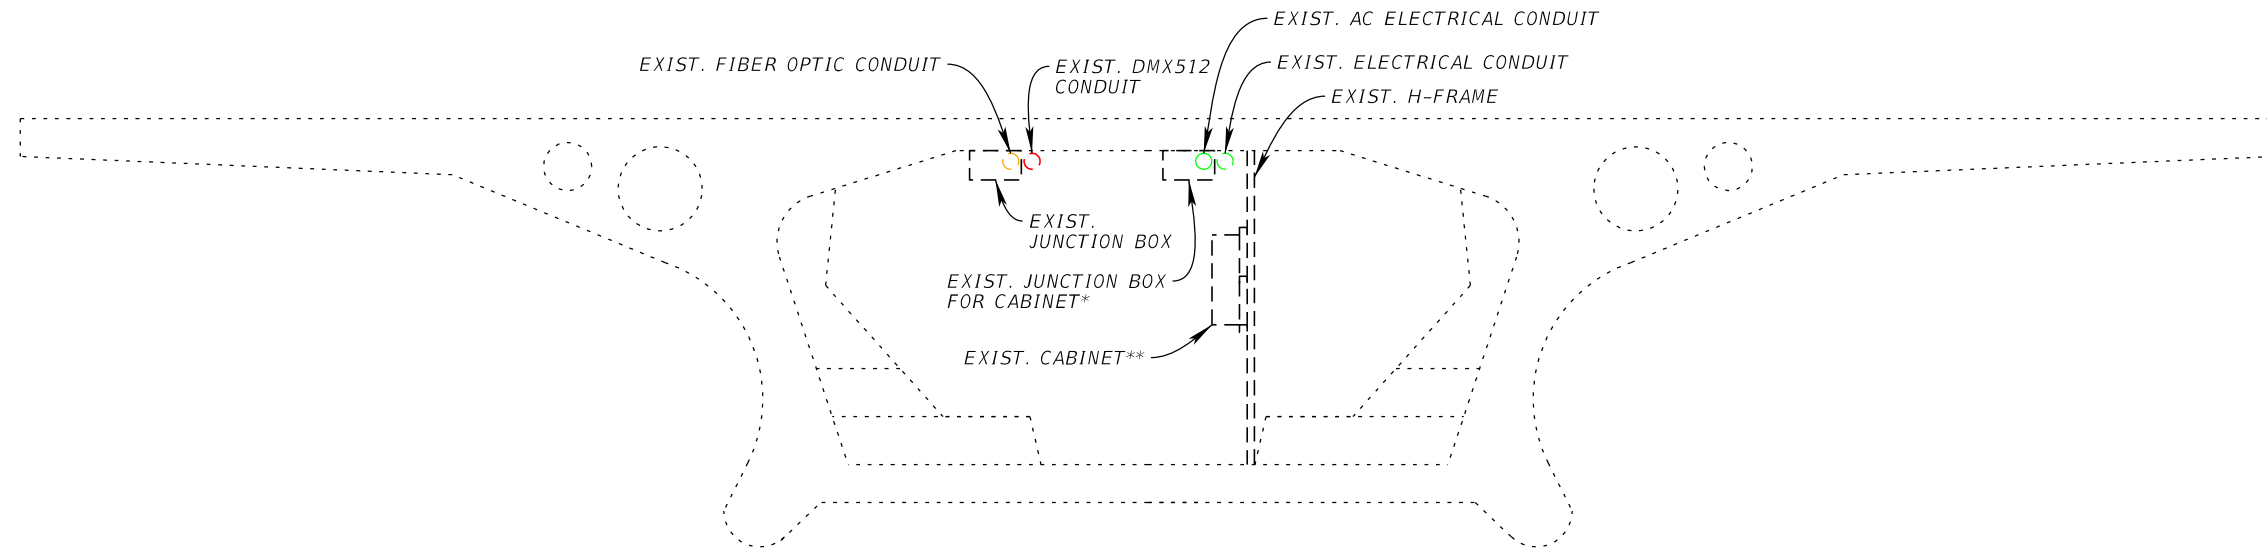 EXIST. AC ELECTRICAL CONDUIT
EXIST. FIBER OPTIC CONDUIT
EXIST. DMX512
CONDUIT
EXIST. ELECTRICAL CONDUIT
EXIST. H-FRAME
EXIST.
JUNCTION BOX
EXIST. JUNCTION BOX
FOR CABINET*
EXIST. CABINET**